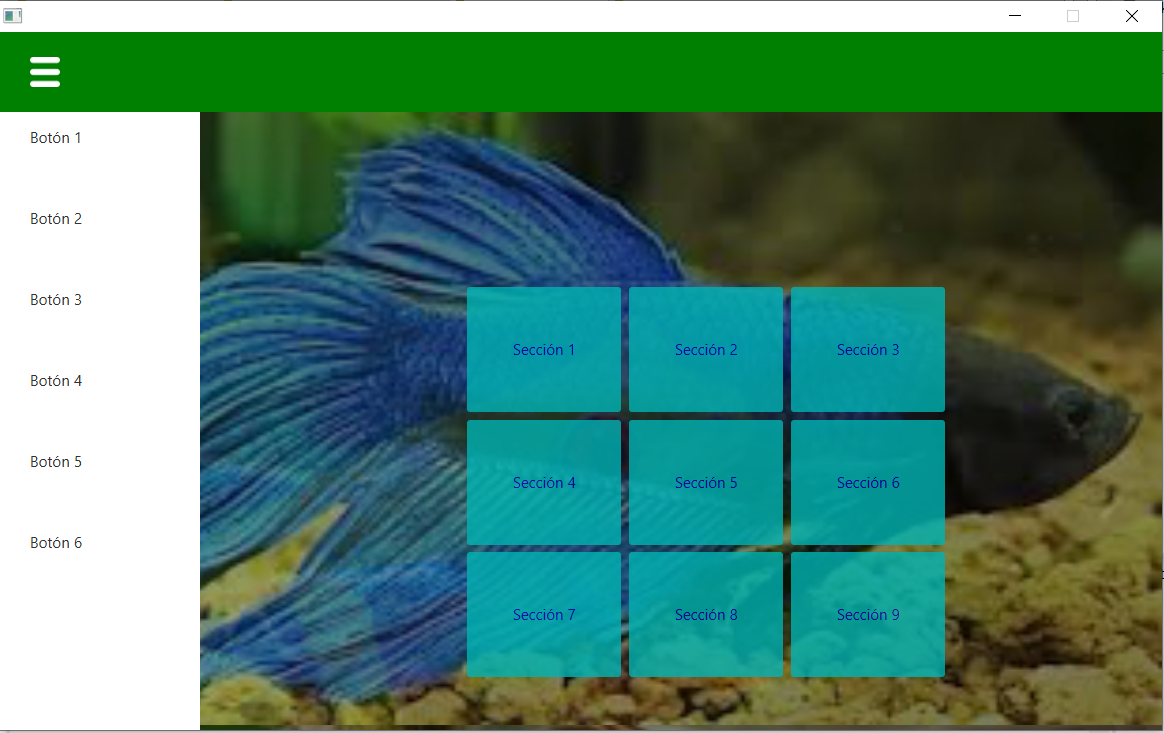 Botón 1
Botón 2
Botón 3
Botón 4
Botón 5
Botón 6
Sección 1
Sección 2
Sección 3
Sección 4
Sección 5
Sección 6
Sección 7
Sección 8
Sección 9